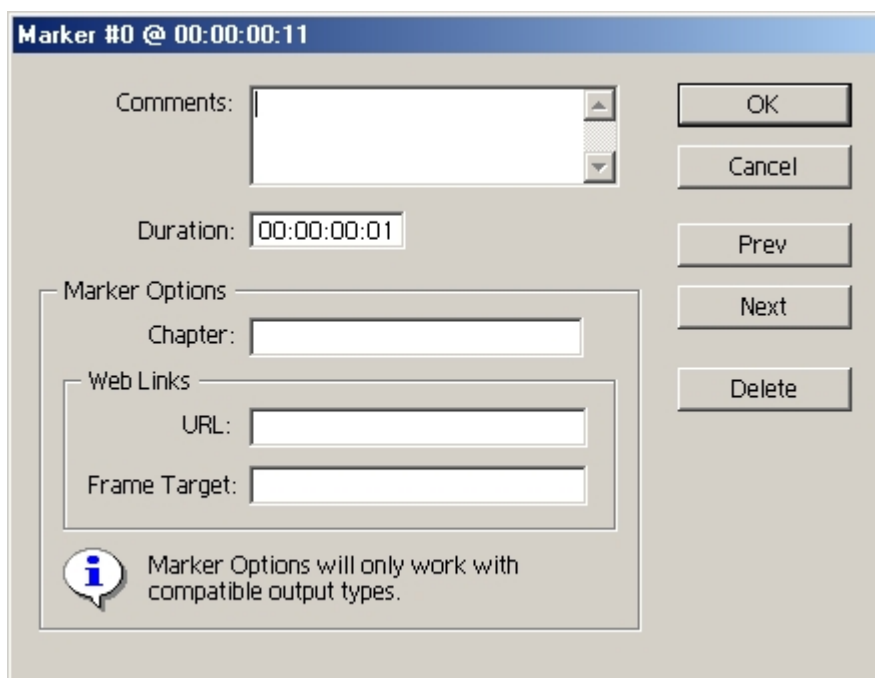 Marker #0 @ 00:00:00:11
Comments:
OK
Cancel
Duration: 00:00:00:01
Prev
Marker Options
Next
Chapter:
Web Links
Delete
URL:
Frame Target:
Marker Options will only work with
compatible output types.